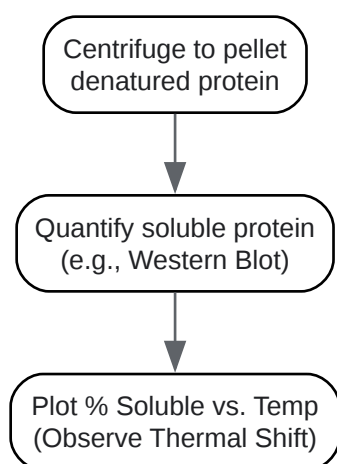 Centrifuge to pellet
denatured protein
Quantify soluble protein
(e.g., Western Blot)
Plot % Soluble vs. Temp
(Observe Thermal Shift)